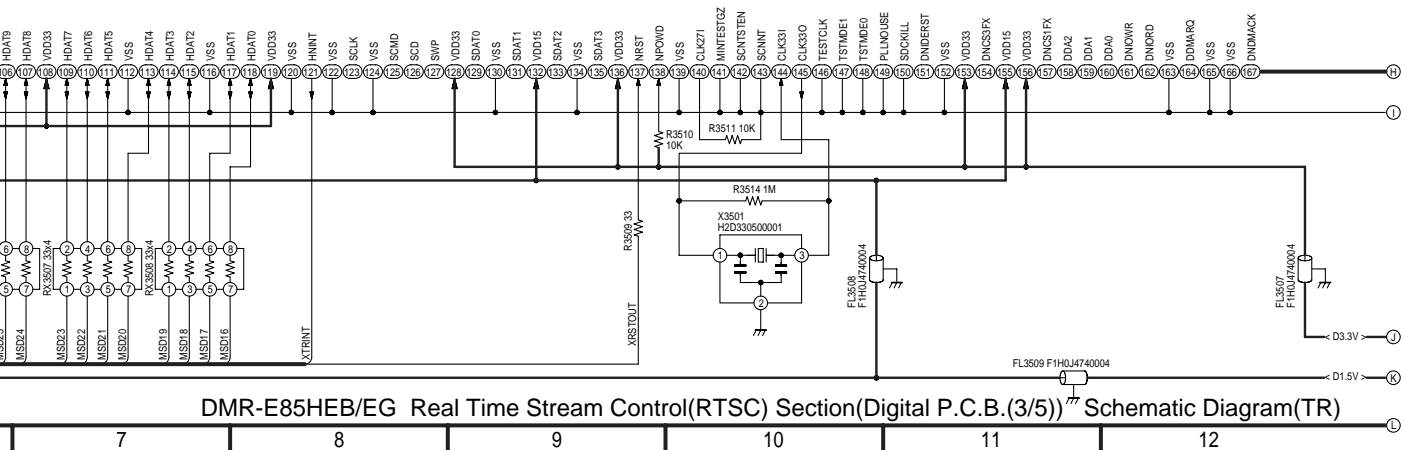 HDAT9 HDAT8 VDD33 HDAT7 HDAT6 HDAT5 VSS HDAT4 HDAT3 HDAT2 VSS HDAT1 HDAT0 VDD33 VSS HNINT VSS SCLK SCMD SCD SWP VDD33 SDAT0 VSS SDAT1 VDD15 SDAT2 VSS SDAT3 VDD33 NRST NPOWD VSS CLK27I MINTESTGZ SCNTSTEN SCNNT CLK33I CLK33O TESTCLK TSTMDE1 TSTMDE0 PLLNOUSE SDCKILL DNIDERST VSS VDD33 DNCS3FX VDD15 VDD33 DNCS1FX DDA2 DDA1 DDA0 DNIOWR DNIORD VSS DDMARQ VSS VSS DNDMACK
106 107 108 109 110 111 112 113 114 115 116 117 118 119 120 121 122 123 124 125 126 127 128 129 130 131 132 133 134 135 136 137 138 139 140 141 142 143 144 145 146 147 148 149 150 151 152 153 154 155 156 157 158 159 160 161 162 163 164 165 166 167 H
I
R3510
10K
R3511 10K
R3514 1M
X3501
H2D330500001
R3509 33
6 8 2 4 6 8 2 4 6 8
RX3507 33x4
RX3508 33x4
5 7 1 3 5 7 1 3 5 7
1 3
2
FL3508
F1H0J4740004
FL3507
F1H0J4740004
MSD24 MSD23 MSD22 MSD21 MSD20 MSD19 MSD18 MSD17 MSD16 XTRINT XRSTOUT
< D3.3V > J
FL3509 F1H0J4740004
< D1.5V > K
DMR-E85HEB/EG Real Time Stream Control(RTSC) Section(Digital P.C.B.(3/5)) Schematic Diagram(TR)
L
7 8 9 10 11 12